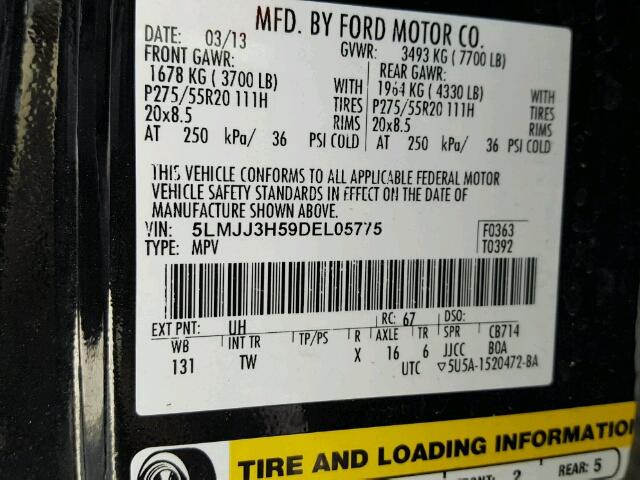 MFD. BY FORD MOTOR CO.
DATE: 03/13 GVWR: 3493 KG ( 7700 LB)
FRONT GAWR: REAR GAWR:
1678 KG ( 3700 LB) WITH 1964 KG ( 4330 LB) WITH
P275/55R20 111H TIRES P275/55R20 111H TIRES
20x8.5 RIMS 20x8.5 RIMS
AT 250 kPa/ 36 PSI COLD AT 250 kPa/ 36 PSI COLD
THIS VEHICLE CONFORMS TO ALL APPLICABLE FEDERAL MOTOR
VEHICLE SAFETY STANDARDS IN EFFECT ON THE DATE OF
MANUFACTURE SHOWN ABOVE.
VIN: 5LMJJ3H59DEL05775 F0363
TYPE: MPV T0392
EXT PNT: UH RC: 67 DSO:
WB INT TR TP/PS R AXLE TR SPR CB714
131 TW X 16 6 JJCC BOA
UTC ▽5U5A-1520472-BA
TIRE AND LOADING INFORMATION
FRONT: 2 REAR: 5